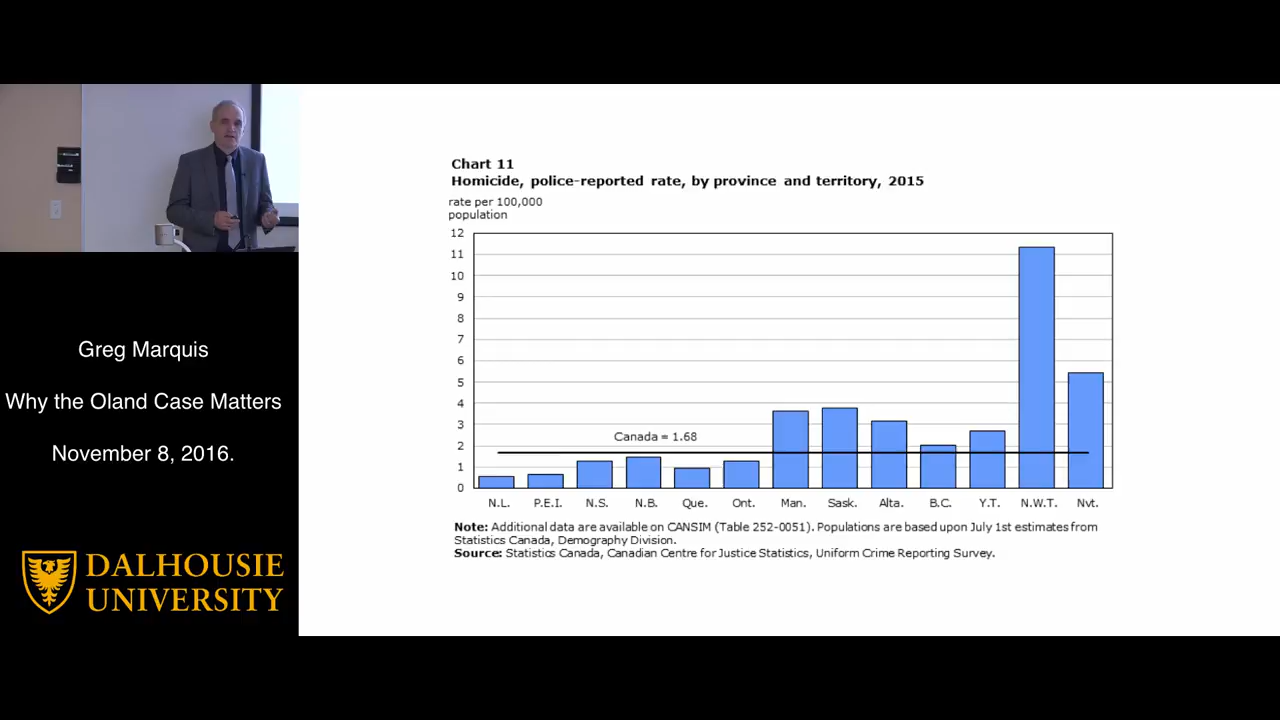 Greg Marquis
Why the Oland Case Matters
November 8, 2016.
DALHOUSIE
UNIVERSITY
Chart 11
Homicide, police-reported rate, by province and territory, 2015
rate per 100,000
population
12
11
10
9
8
7
6
5
4
3
2
1
0
Canada = 1.68
N.L. P.E.I. N.S. N.B. Que. Ont. Man. Sask. Alta. B.C. Y.T. N.W.T. Nvt.
Note: Additional data are available on CANSIM (Table 252-0051). Populations are based upon July 1st estimates from
Statistics Canada, Demography Division.
Source: Statistics Canada, Canadian Centre for Justice Statistics, Uniform Crime Reporting Survey.